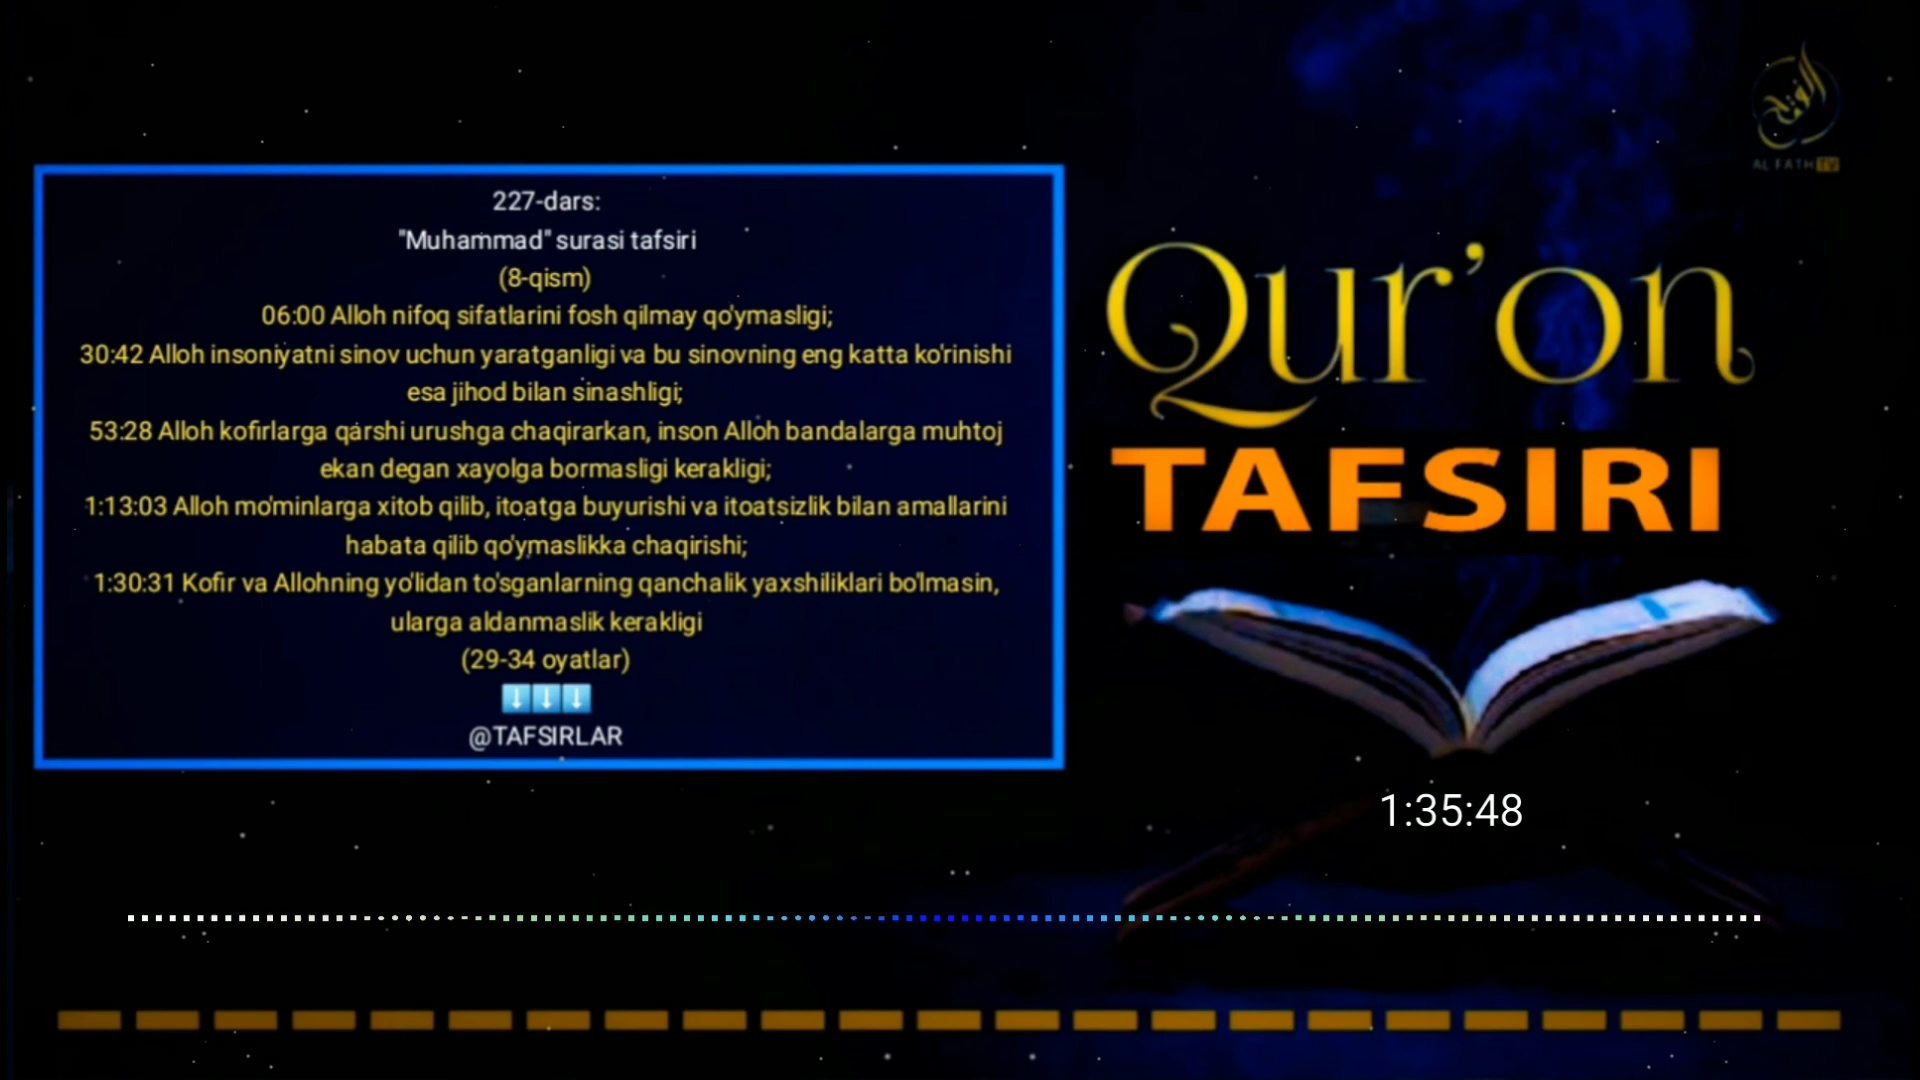 الفتح
AL FATH TV
227-dars:
"Muhammad" surasi tafsiri
(8-qism)
06:00 Alloh nifoq sifatlarini fosh qilmay qo'ymasligi;
30:42 Alloh insoniyatni sinov uchun yaratganligi va bu sinovning eng katta ko'rinishi
esa jihod bilan sinashligi;
53:28 Alloh kofirlarga qarshi urushga chaqirarkan, inson Alloh bandalarga muhtoj
ekan degan xayolga bormasligi kerakligi;
1:13:03 Alloh mo'minlarga xitob qilib, itoatga buyurishi va itoatsizlik bilan amallarini
habata qilib qo'ymaslikka chaqirishi;
1:30:31 Kofir va Allohning yo'lidan to'sganlarning qanchalik yaxshiliklari bo'lmasin,
ularga aldanmaslik kerakligi
(29-34 oyatlar)
⬇️⬇️⬇️
@TAFSIRLAR
Qur’on
TAFSIRI
1:35:48